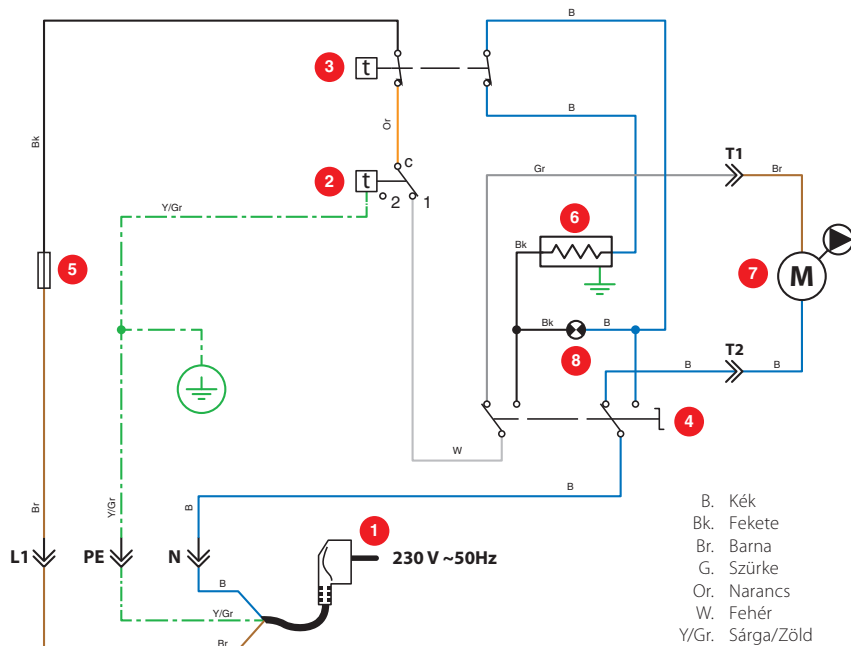 B
3
t
B
Bk
Or
C
T1
Gr
Br
2
t
2
1
Y/Gr
6
Bk
5
7
M
Bk
B
8
T2
B
B
4
W
B
B
Br
Y/Gr
1
L1
PE
N
230 V ~50Hz
B
Y/Gr
Br
B. Kék
Bk. Fekete
Br. Barna
G. Szürke
Or. Narancs
W. Fehér
Y/Gr. Sárga/Zöld